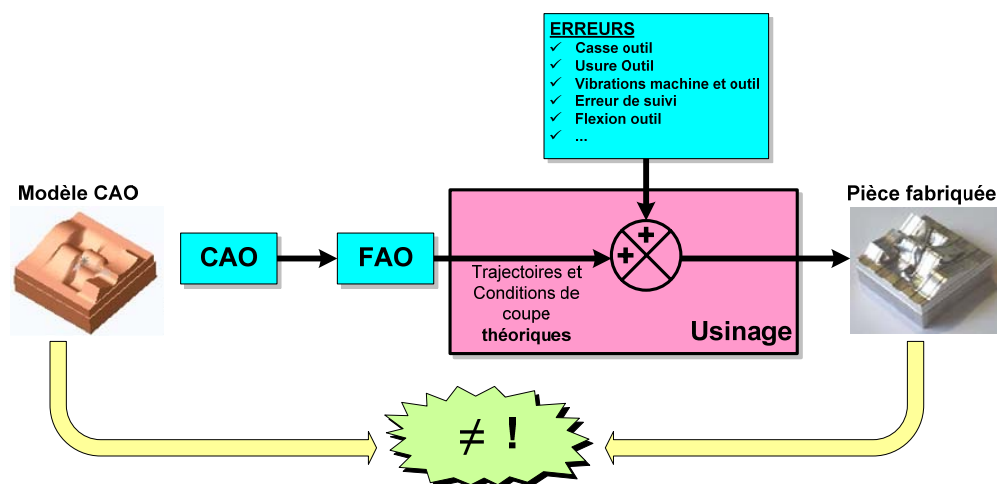 ERREURS
✓ Casse outil
✓ Usure Outil
✓ Vibrations machine et outil
✓ Erreur de suivi
✓ Flexion outil
✓ ...
Modèle CAO
Pièce fabriquée
CAO
FAO
+
+
Trajectoires et
Conditions de
coupe
théoriques
Usinage
≠ !